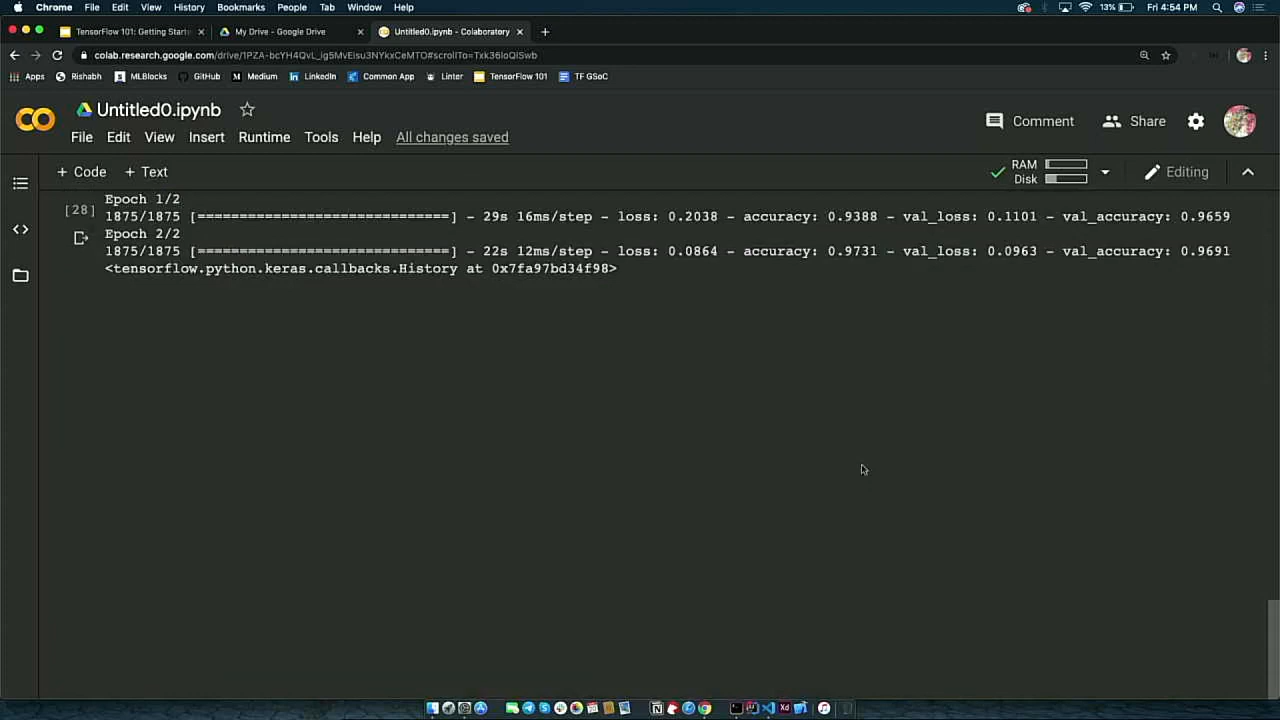 Chrome File Edit View History Bookmarks People Tab Window Help 13% Fri 4:54 PM
TensorFlow 101: Getting Starte My Drive - Google Drive Untitled0.ipynb - Colaboratory
colab.research.google.com/drive/1PZA-bcYH4QvL_ig5MvEisu3NYkxCeMTO#scrollTo=Txk36IoQISwb
Apps Rishabh MLBlocks GitHub Medium LinkedIn Common App Linter TensorFlow 101 TF GSoC
Untitled0.ipynb
Comment Share
File Edit View Insert Runtime Tools Help All changes saved
+ Code + Text RAM Disk Editing
Epoch 1/2
[28]
1875/1875 [==============================] - 29s 16ms/step - loss: 0.2038 - accuracy: 0.9388 - val_loss: 0.1101 - val_accuracy: 0.9659
Epoch 2/2
1875/1875 [==============================] - 22s 12ms/step - loss: 0.0864 - accuracy: 0.9731 - val_loss: 0.0963 - val_accuracy: 0.9691
<tensorflow.python.keras.callbacks.History at 0x7fa97bd34f98>